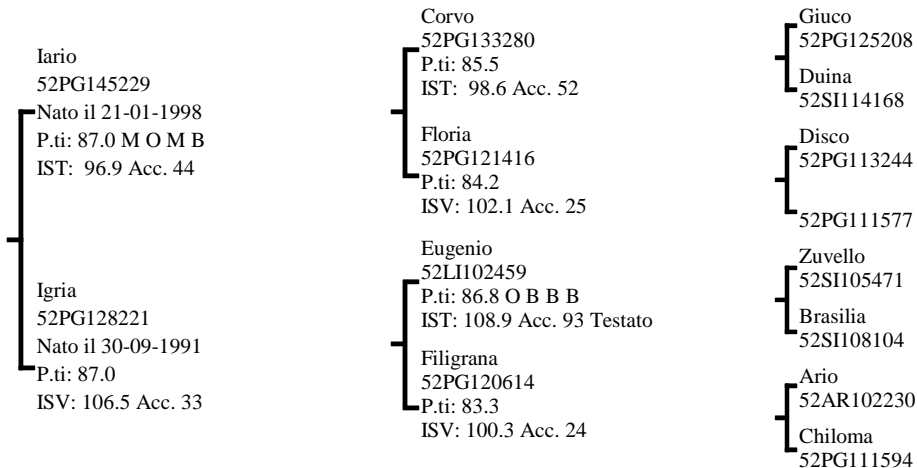 Iario
52PG145229
Nato il 21-01-1998
P.ti: 87.0 M O M B
IST: 96.9 Acc. 44
Igria
52PG128221
Nato il 30-09-1991
P.ti: 87.0
ISV: 106.5 Acc. 33
Corvo
52PG133280
P.ti: 85.5
IST: 98.6 Acc. 52
Floria
52PG121416
P.ti: 84.2
ISV: 102.1 Acc. 25
Eugenio
52LI102459
P.ti: 86.8 O B B B
IST: 108.9 Acc. 93 Testato
Filigrana
52PG120614
P.ti: 83.3
ISV: 100.3 Acc. 24
Giuco
52PG125208
Duina
52SI114168
Disco
52PG113244
52PG111577
Zuvello
52SI105471
Brasilia
52SI108104
Ario
52AR102230
Chiloma
52PG111594